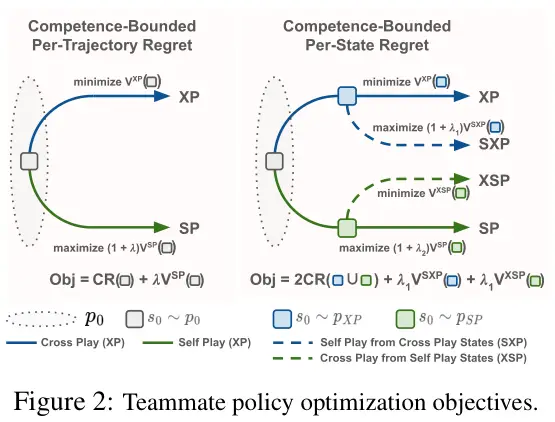 Competence-Bounded
Per-Trajectory Regret
minimize V^XP(□)
XP
SP
maximize (1 + λ)V^SP(□)
Obj = CR(□) + λV^SP(□)
Competence-Bounded
Per-State Regret
minimize V^XP(□)
XP
maximize (1 + λ₁)V^SXP(□)
SXP
XSP
minimize V^XSP(□)
SP
maximize (1 + λ₂)V^SP(□)
Obj = 2CR(□ ∪ □) + λ₁V^SXP(□) + λ₁V^XSP(□)
p₀
s₀ ~ p₀
s₀ ~ p_XP
s₀ ~ p_SP
Cross Play (XP)
Self Play (XP)
Self Play from Cross Play States (SXP)
Cross Play from Self Play States (XSP)
Figure 2: Teammate policy optimization objectives.